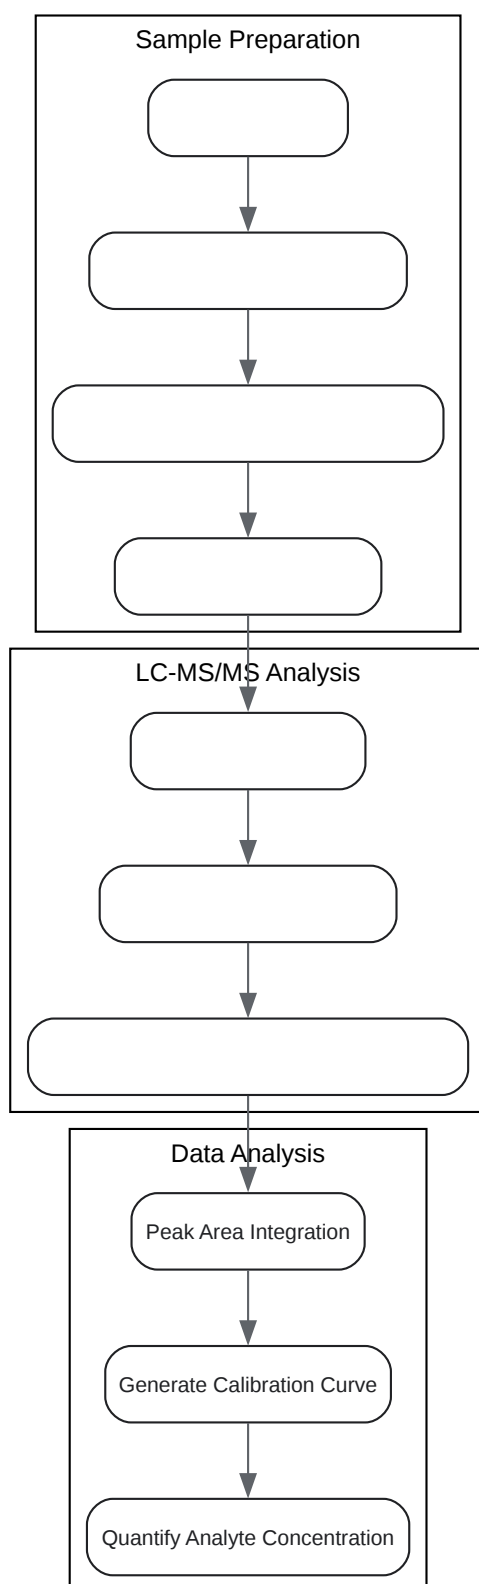 Sample Preparation
LC-MS/MS Analysis
Data Analysis
Peak Area Integration
Generate Calibration Curve
Quantify Analyte Concentration